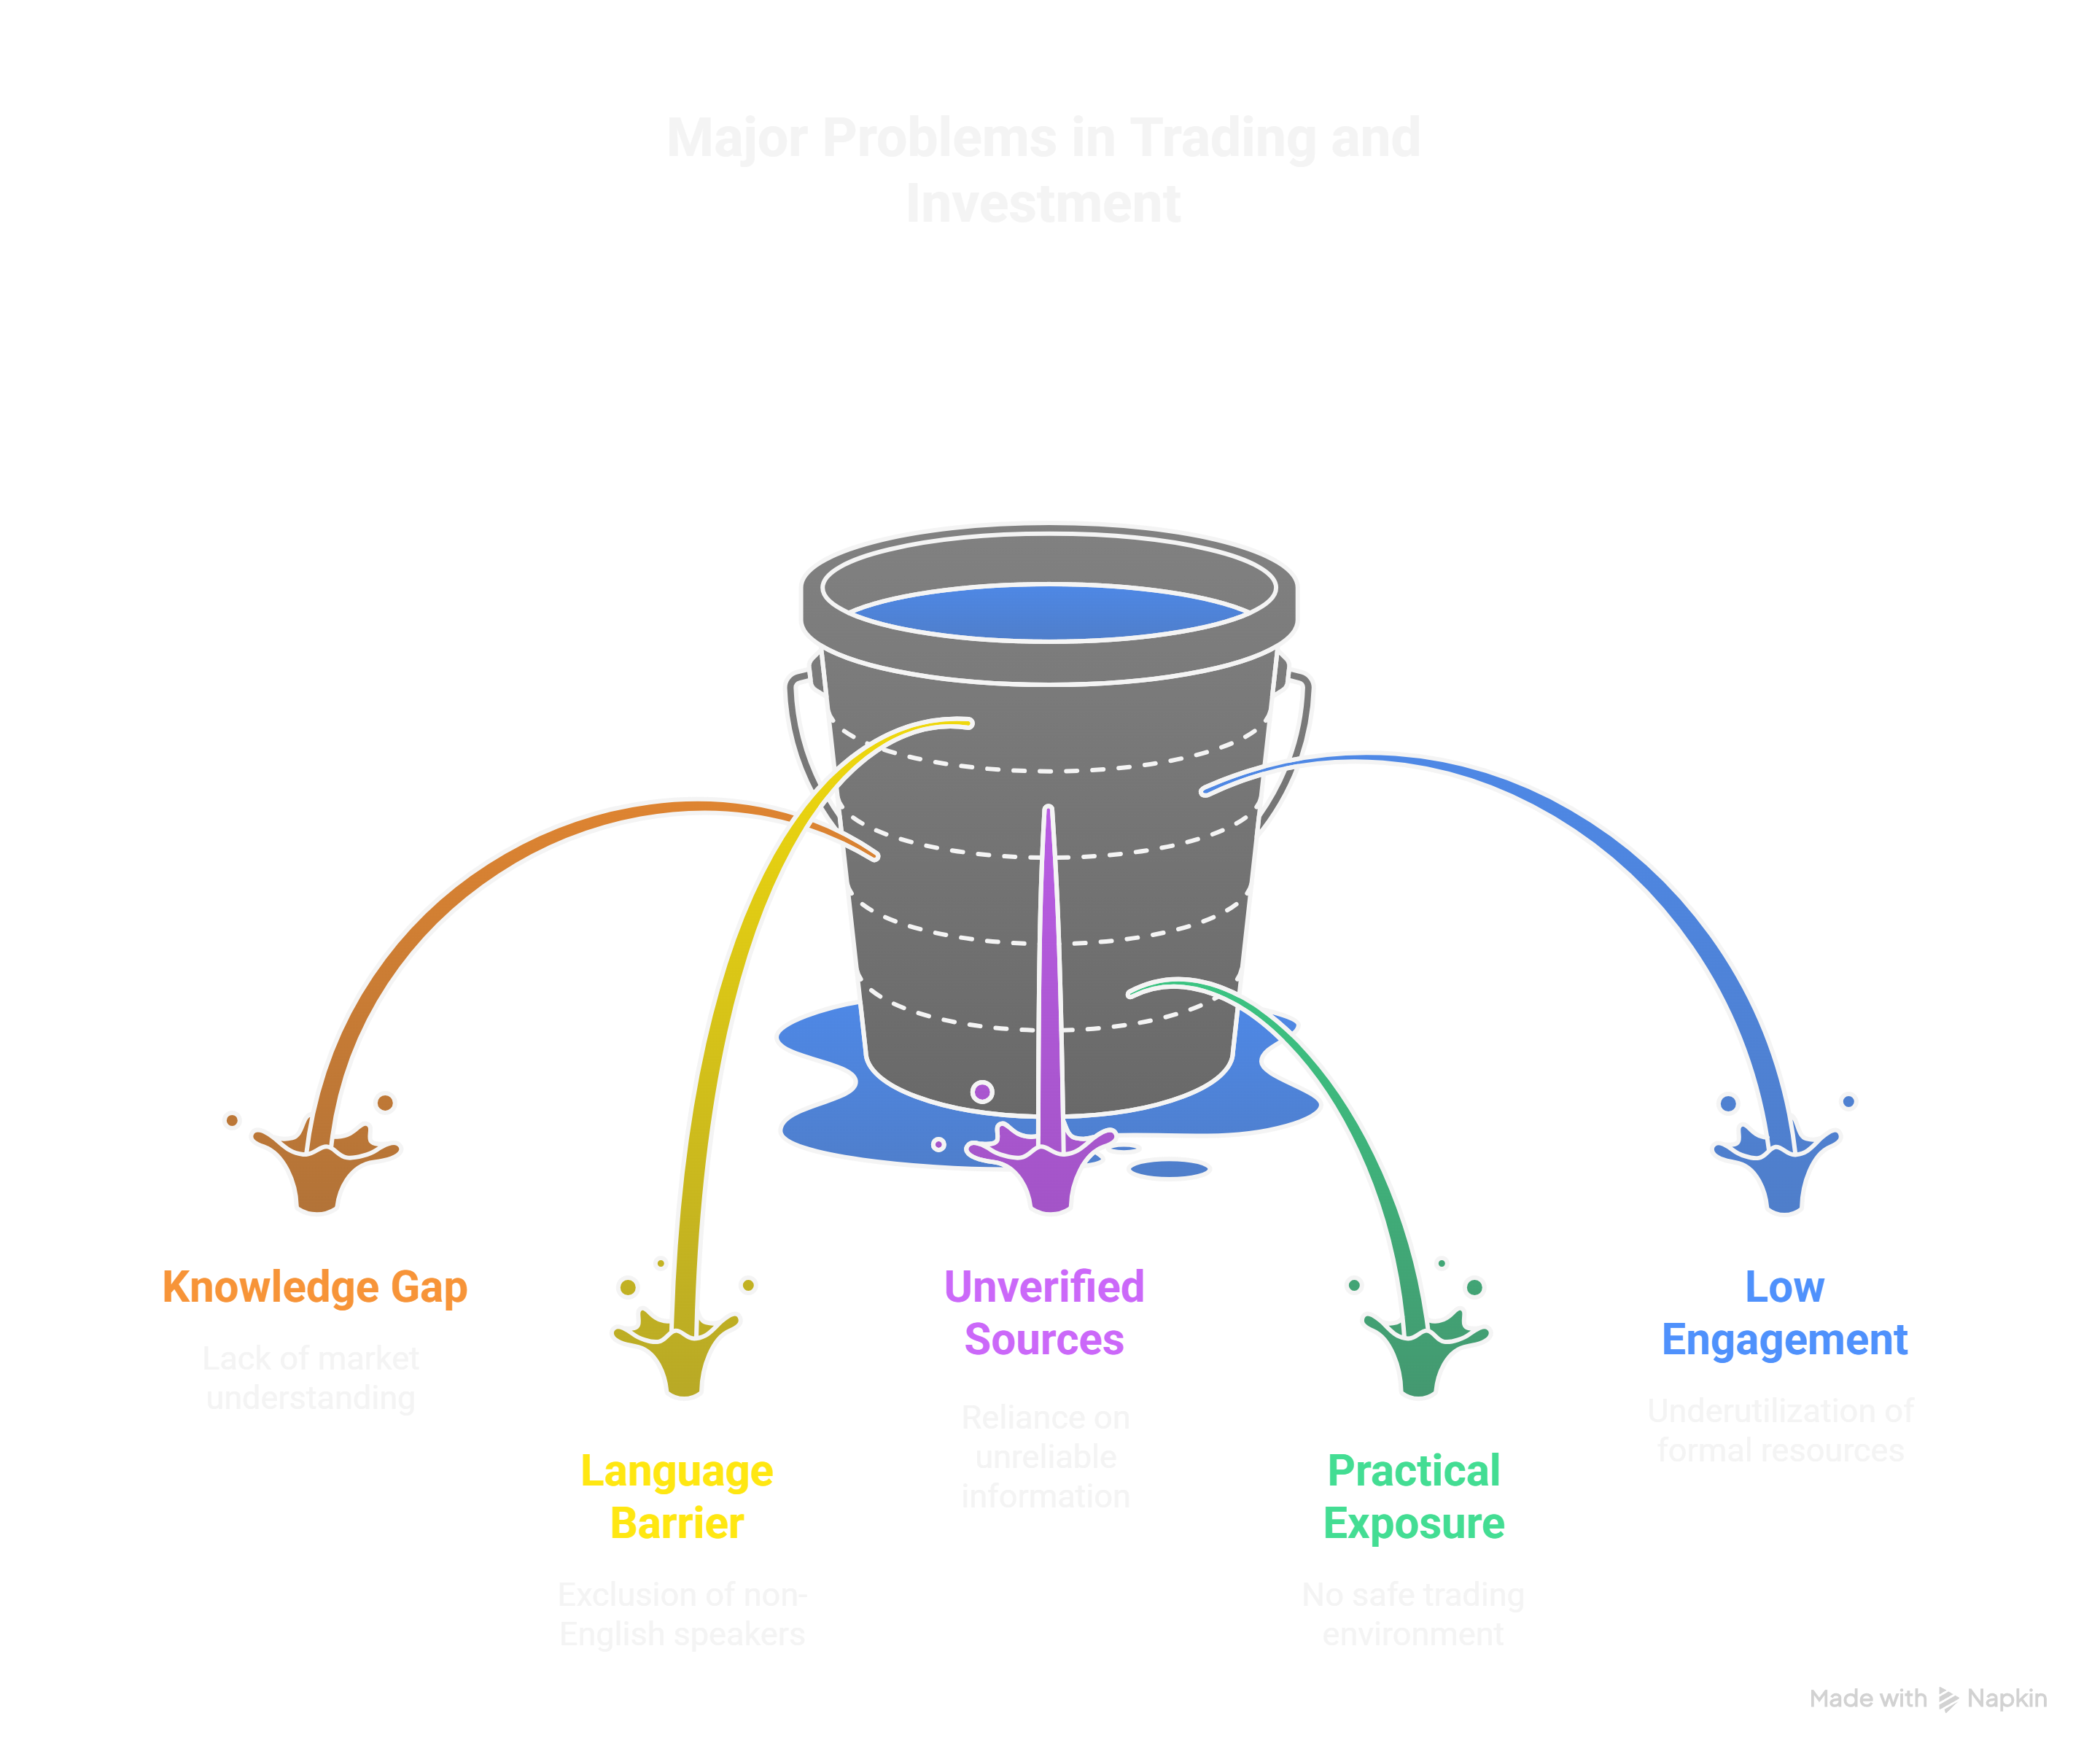 Major Problems in Trading and
Investment
Knowledge Gap
Lack of market
understanding
Language
Barrier
Exclusion of non-
English speakers
Unverified
Sources
Reliance on
unreliable
information
Practical
Exposure
No safe trading
environment
Low
Engagement
Underutilization of
formal resources
Made with Napkin